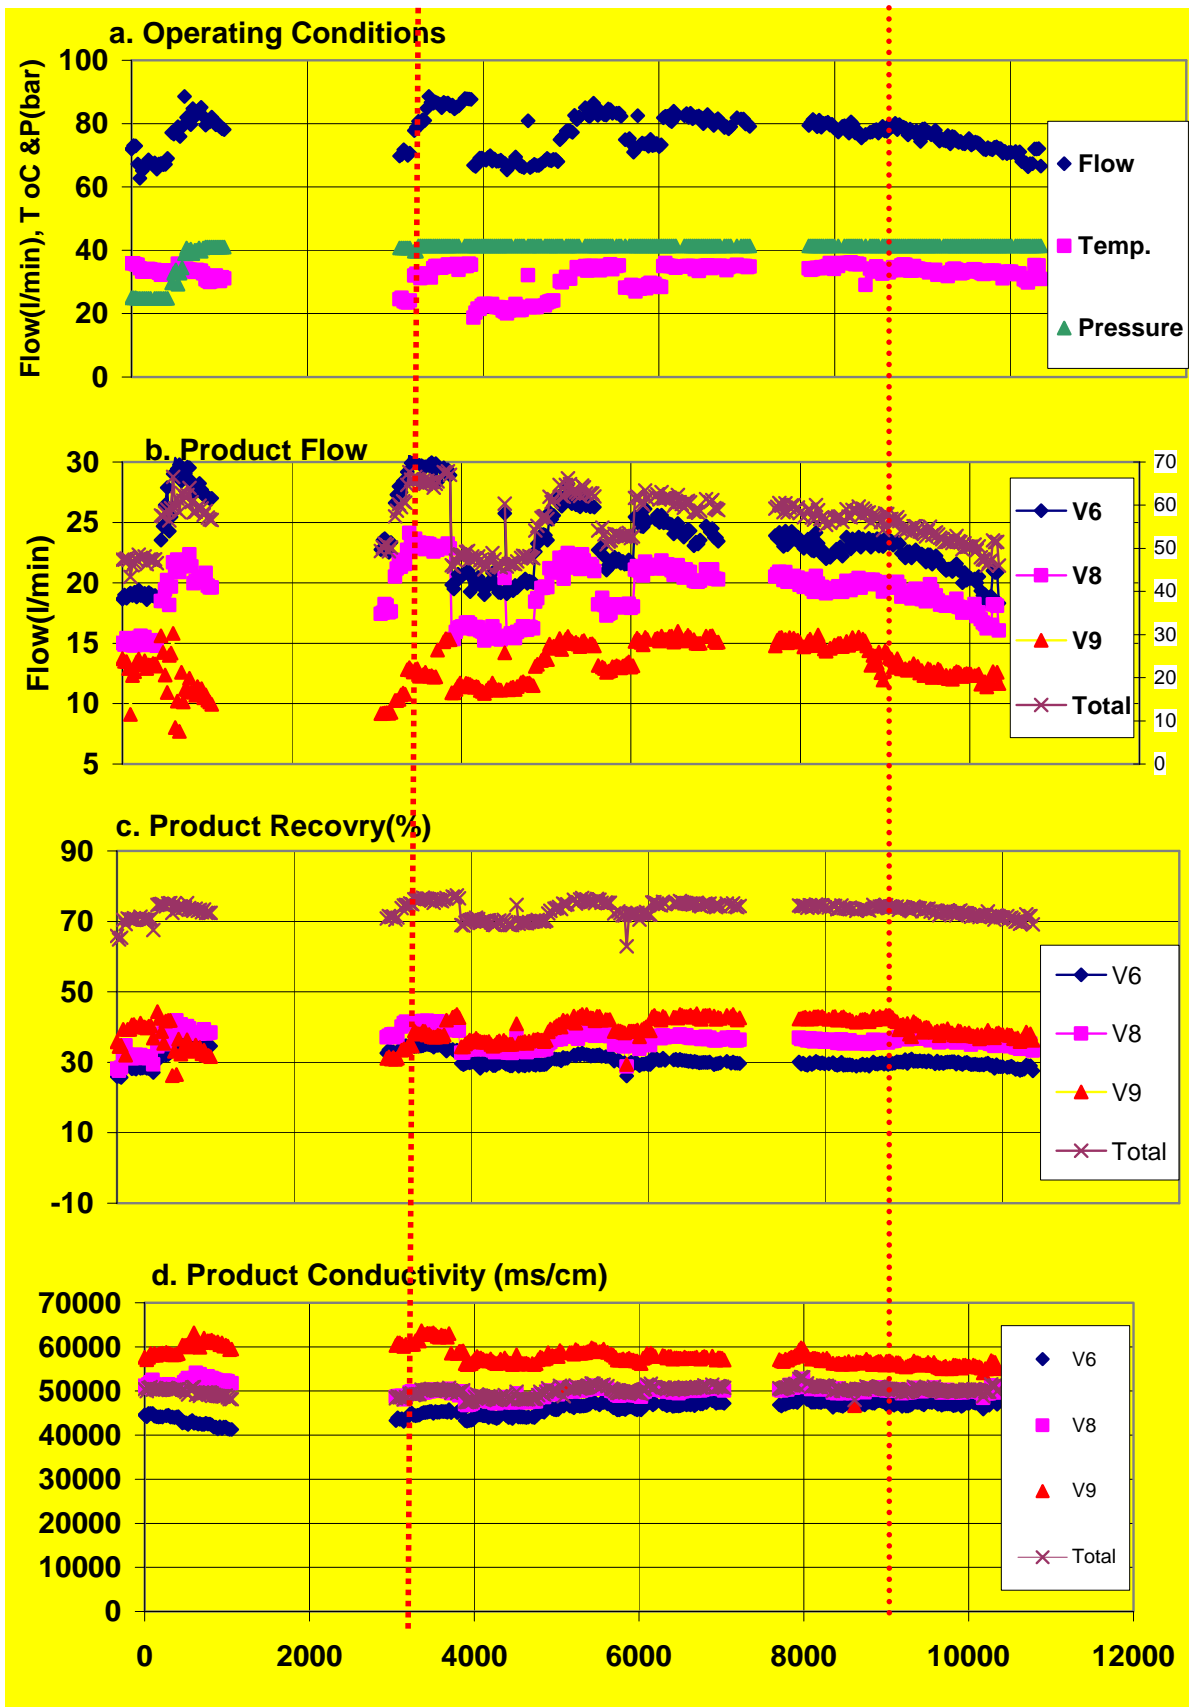 a. Operating Conditions
Flow(l/min), T oC &P(bar)
100
80
60
40
20
0
Flow
Temp.
Pressure
b. Product Flow
Flow(l/min)
30
25
20
15
10
5
70
60
50
40
30
20
10
0
V6
V8
V9
Total
c. Product Recovry(%)
90
70
50
30
10
-10
V6
V8
V9
Total
d. Product Conductivity (ms/cm)
70000
60000
50000
40000
30000
20000
10000
0
V6
V8
V9
Total
0 2000 4000 6000 8000 10000 12000